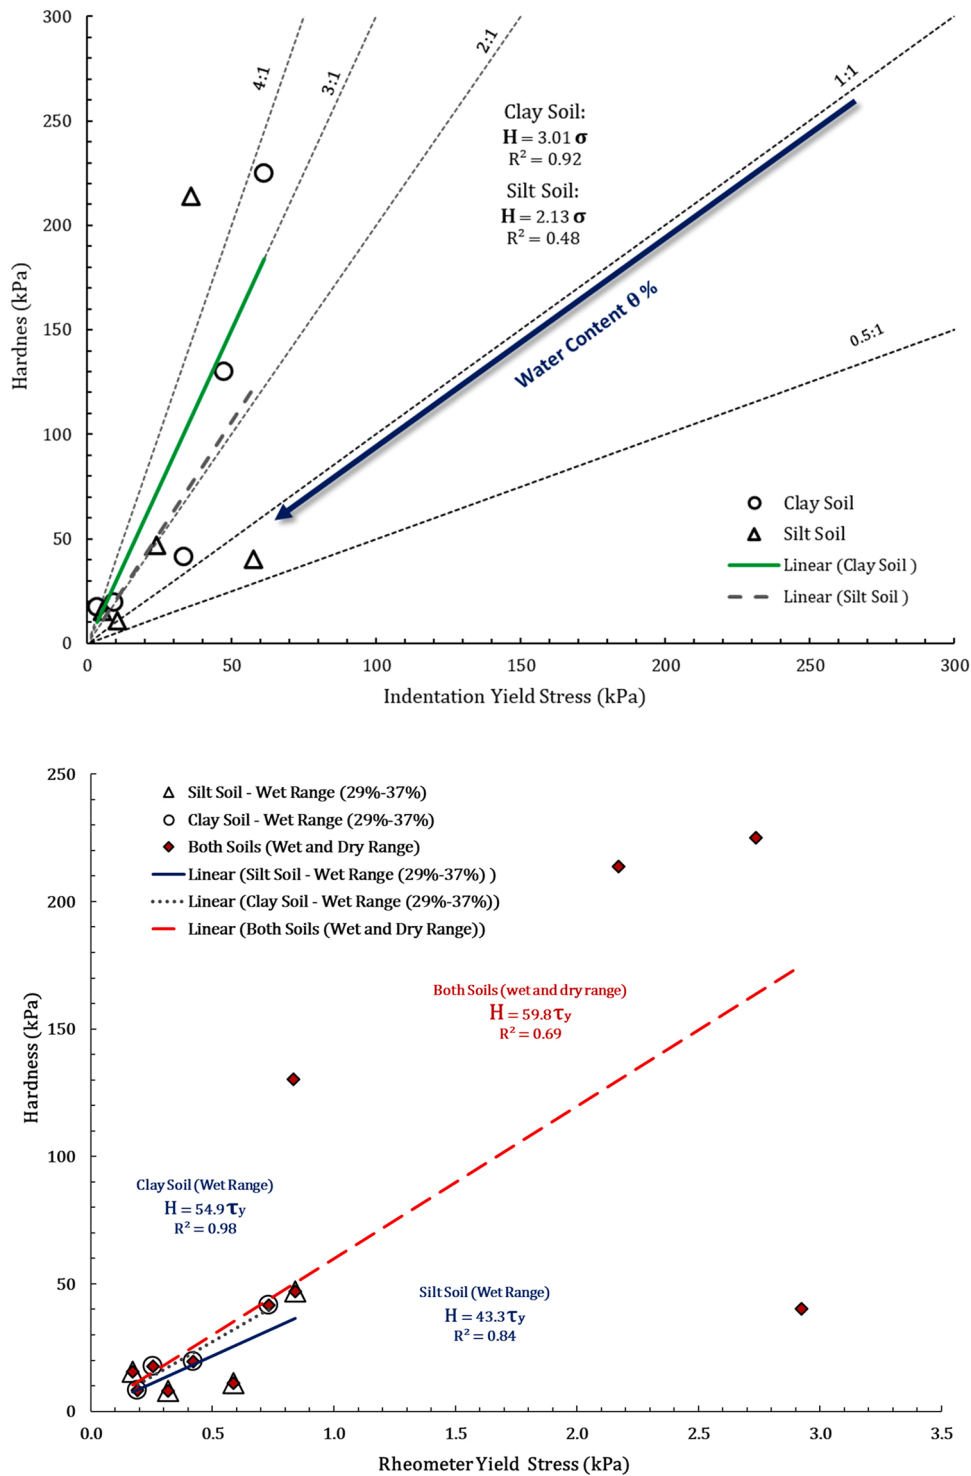 300
250
200
150
100
50
0
Hardnes (kPa)
4:1
3:1
2:1
1:1
0.5:1
Clay Soil:
H = 3.01 σ
R² = 0.92
Silt Soil:
H = 2.13 σ
R² = 0.48
Water Content θ %
Clay Soil
Silt Soil
Linear (Clay Soil )
Linear (Silt Soil )
0 50 100 150 200 250 300
Indentation Yield Stress (kPa)
250
200
150
100
50
0
Hardness (kPa)
Silt Soil - Wet Range (29%-37%)
Clay Soil - Wet Range (29%-37%)
Both Soils (Wet and Dry Range)
Linear (Silt Soil - Wet Range (29%-37%) )
Linear (Clay Soil - Wet Range (29%-37%))
Linear (Both Soils (Wet and Dry Range))
Both Soils (wet and dry range)
H = 59.8 τy
R² = 0.69
Clay Soil (Wet Range)
H = 54.9 τy
R² = 0.98
Silt Soil (Wet Range)
H = 43.3 τy
R² = 0.84
0.0 0.5 1.0 1.5 2.0 2.5 3.0 3.5
Rheometer Yield Stress (kPa)